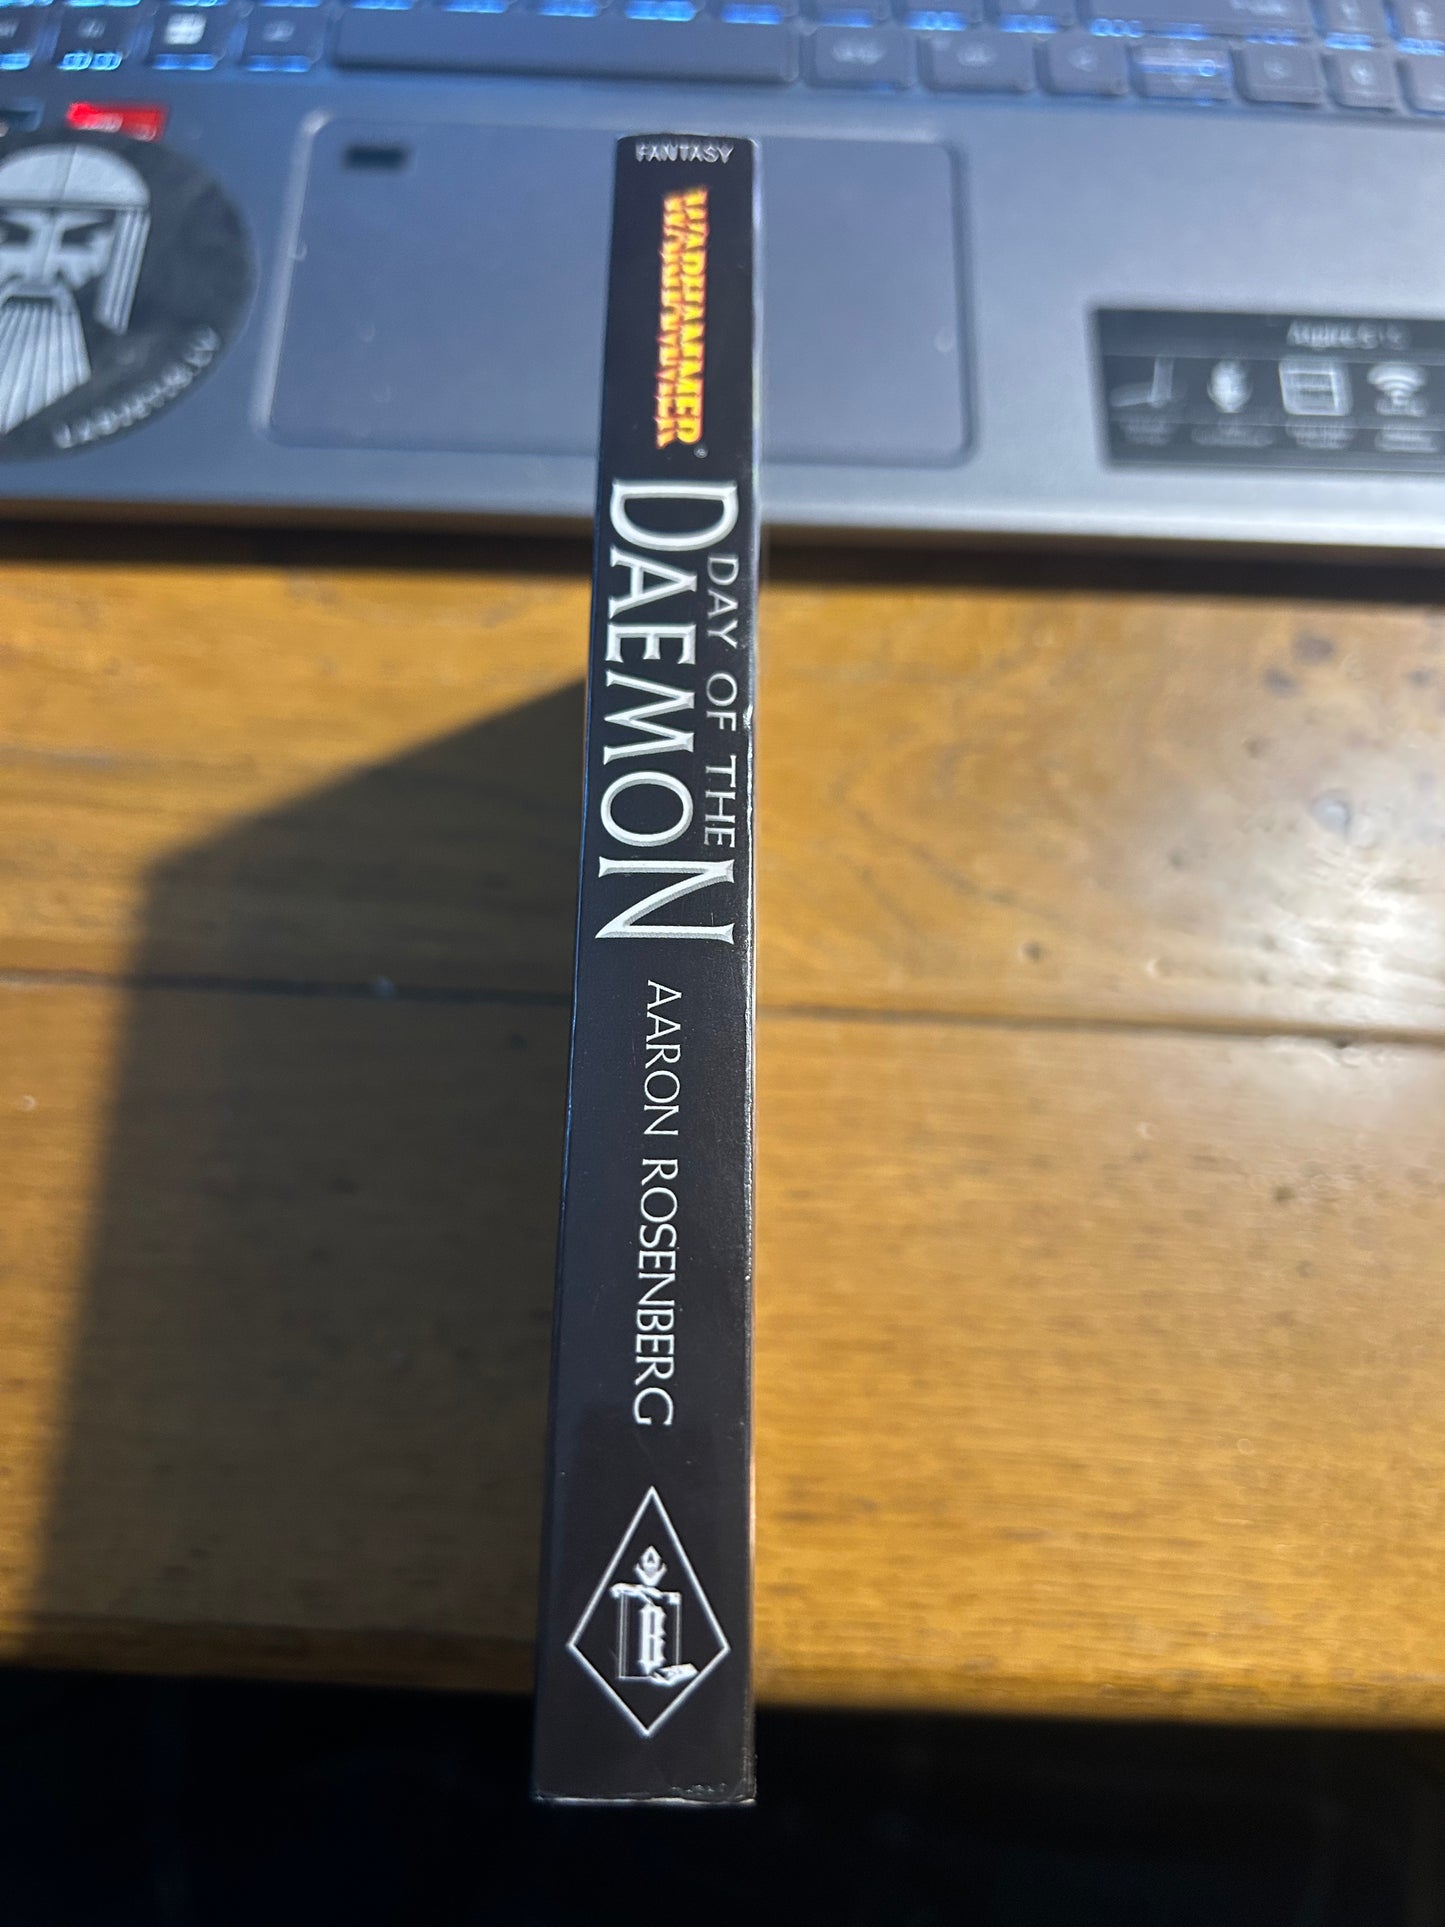 FANTASY
WARHAMMER®
DAY OF THE
DAEMON
AARON ROSENBERG